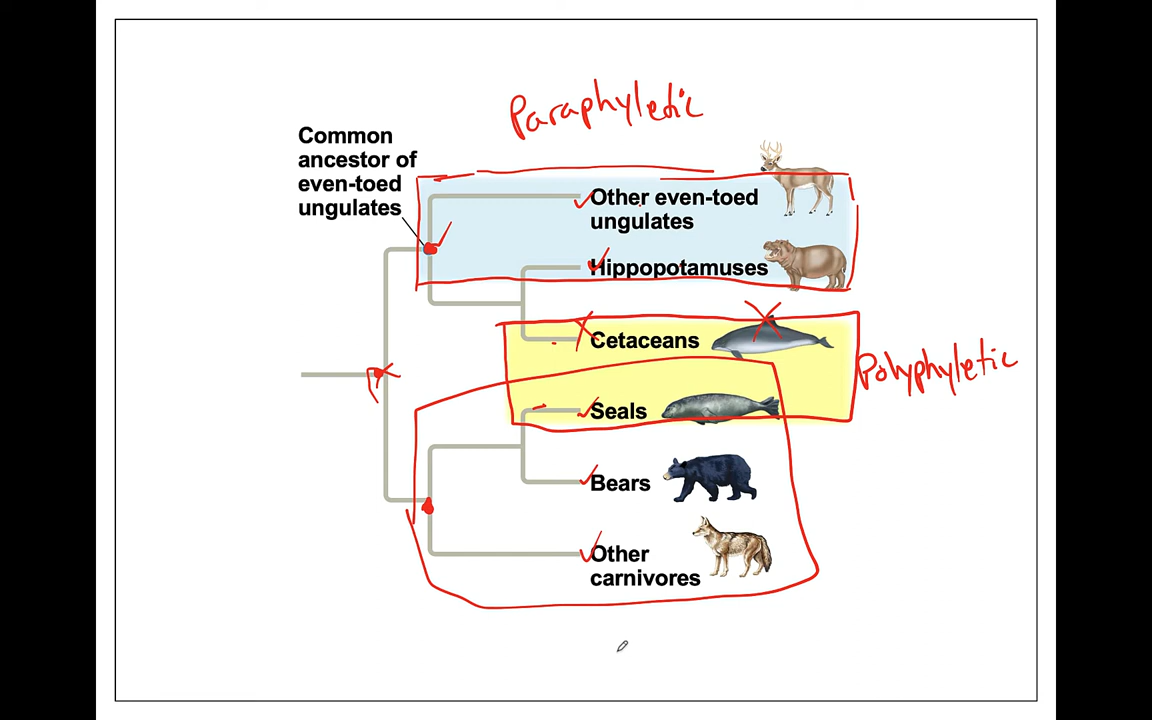 Paraphyletic
Common
ancestor of
even-toed
ungulates
Other even-toed
ungulates
Hippopotamuses
Cetaceans
Polyphyletic
Seals
Bears
Other
carnivores